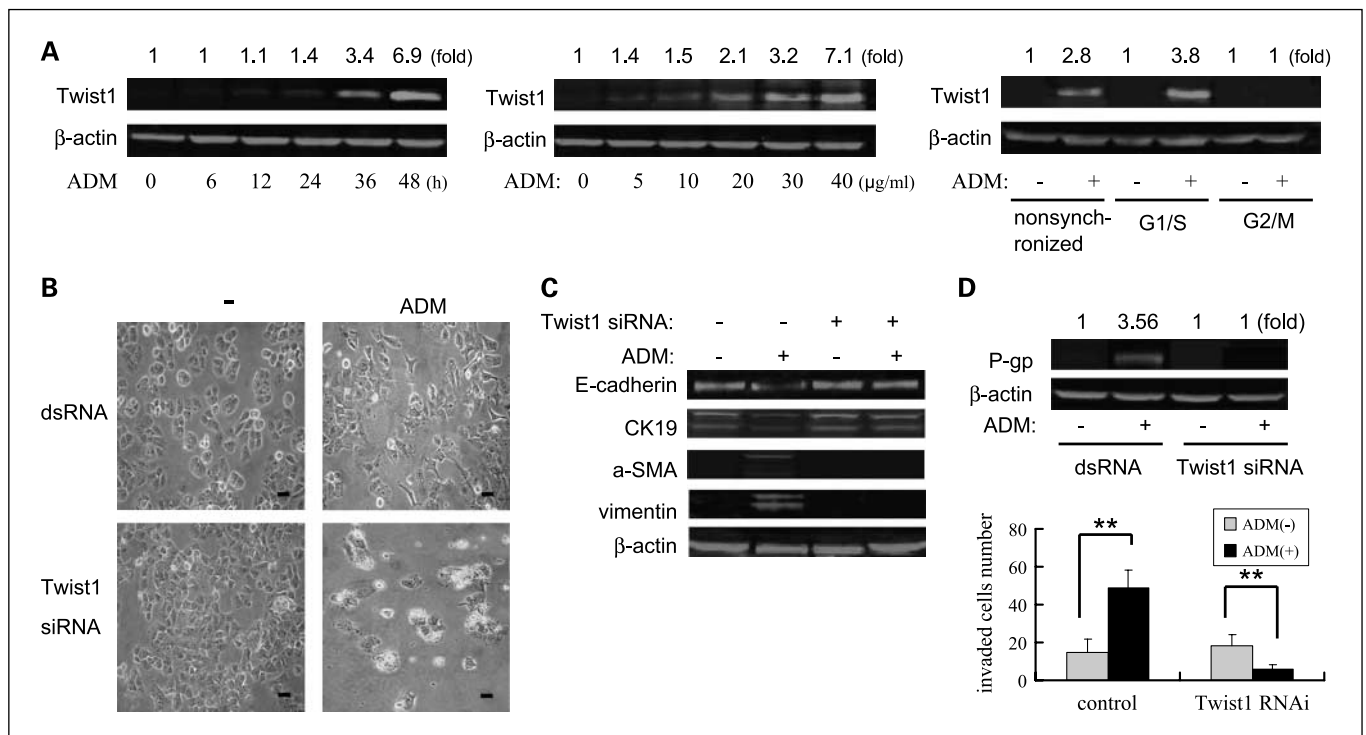 A
1 1 1.1 1.4 3.4 6.9 (fold)
Twist1
β-actin
ADM 0 6 12 24 36 48 (h)
1 1.4 1.5 2.1 3.2 7.1 (fold)
Twist1
β-actin
ADM: 0 5 10 20 30 40 (μg/ml)
1 2.8 1 3.8 1 1 (fold)
Twist1
β-actin
ADM: - + - + - +
nonsynch-
ronized
G1/S
G2/M
B
- ADM
dsRNA
Twist1
siRNA
C
Twist1 siRNA: - - + +
ADM: - + - +
E-cadherin
CK19
a-SMA
vimentin
β-actin
D
1 3.56 1 1 (fold)
P-gp
β-actin
ADM: - + - +
dsRNA Twist1 siRNA
invaded cells number
80
60
40
20
0
**
**
ADM(-)
ADM(+)
control Twist1 RNAi